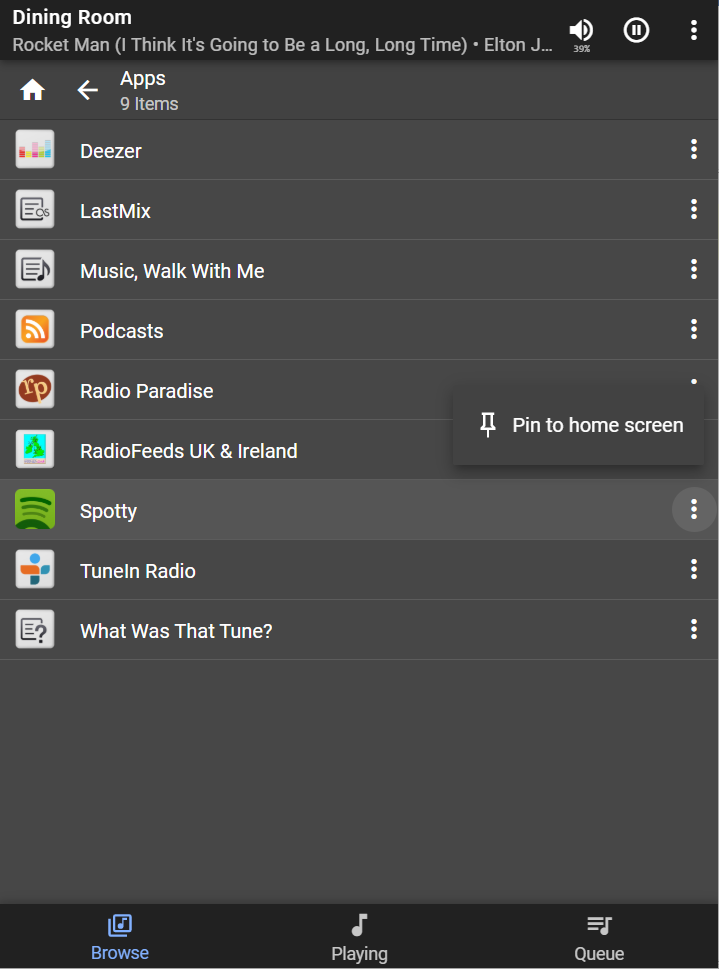 Dining Room
Rocket Man (I Think It's Going to Be a Long, Long Time) • Elton J...
39%
Apps
9 Items
Deezer
LastMix
Music, Walk With Me
Podcasts
rp
Radio Paradise
Pin to home screen
RadioFeeds UK & Ireland
Spotty
TuneIn Radio
What Was That Tune?
Browse
Playing
Queue